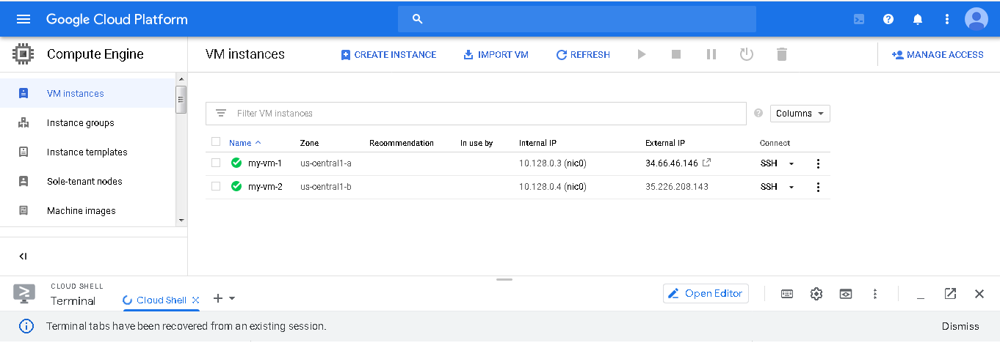 Google Cloud Platform
Compute Engine
VM instances CREATE INSTANCE IMPORT VM REFRESH MANAGE ACCESS
VM instances
Instance groups
Instance templates
Sole-tenant nodes
Machine images
Filter VM instances Columns
Name Zone Recommendation In use by Internal IP External IP Connect
my-vm-1 us-central1-a 10.128.0.3 (nic0) 34.66.46.146 SSH
my-vm-2 us-central1-b 10.128.0.4 (nic0) 35.226.208.143 SSH
CLOUD SHELL
Terminal Cloud Shell Open Editor
Terminal tabs have been recovered from an existing session. Dismiss